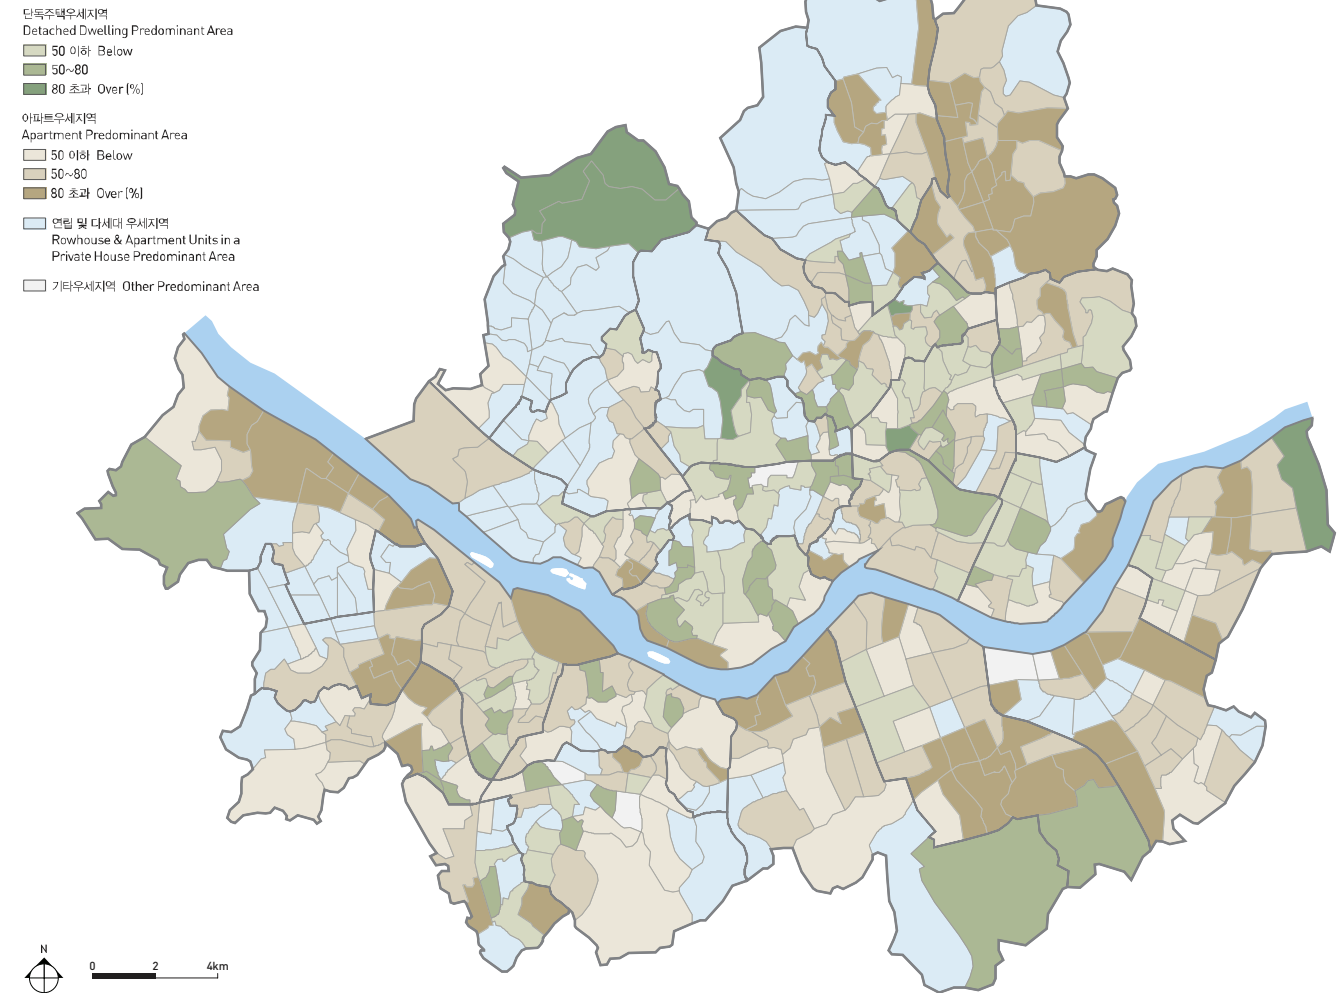 단독주택우세지역
Detached Dwelling Predominant Area
50 이하 Below
50~80
80 초과 Over (%)
아파트우세지역
Apartment Predominant Area
50 이하 Below
50~80
80 초과 Over (%)
연립 및 다세대 우세지역
Rowhouse & Apartment Units in a
Private House Predominant Area
기타우세지역 Other Predominant Area
N
0 2 4km